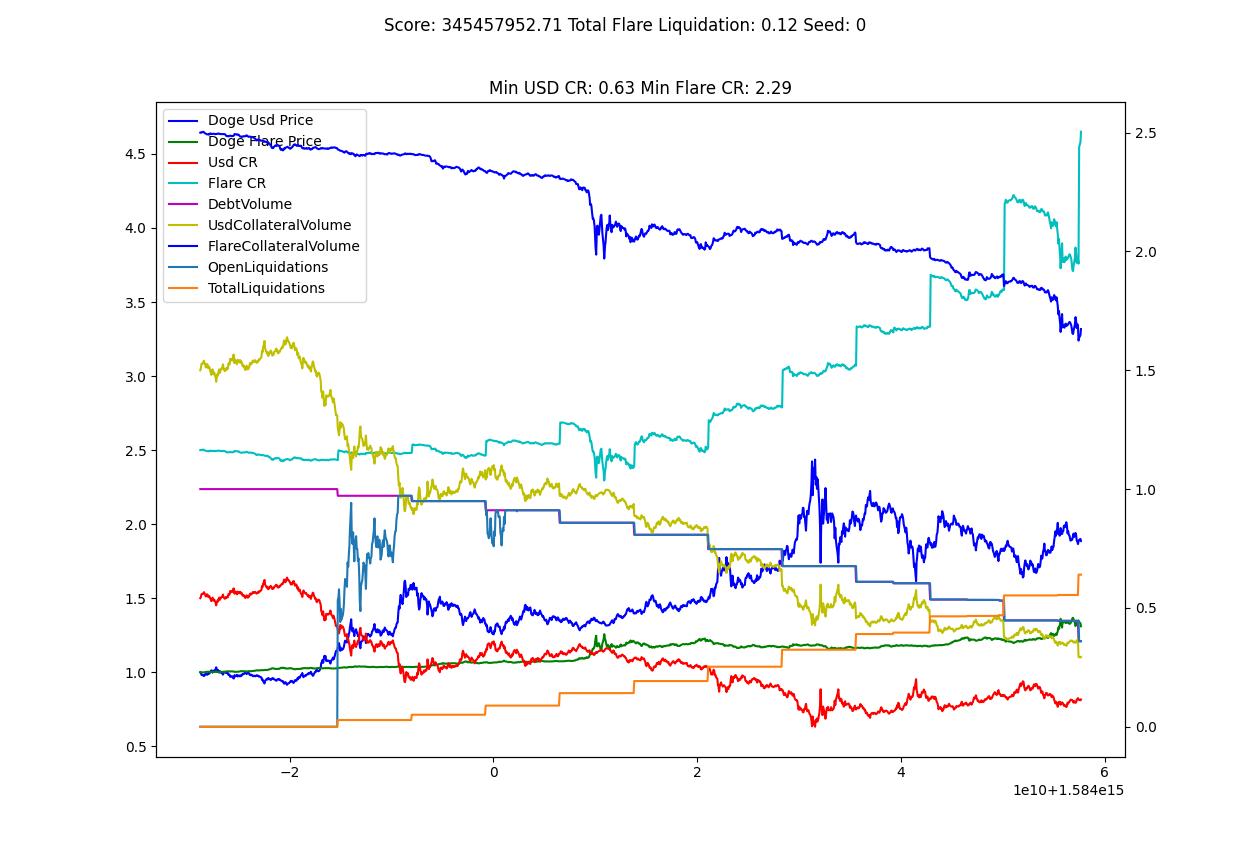 Score: 345457952.71 Total Flare Liquidation: 0.12 Seed: 0
Min USD CR: 0.63 Min Flare CR: 2.29
Doge Usd Price
Doge Flare Price
Usd CR
Flare CR
DebtVolume
UsdCollateralVolume
FlareCollateralVolume
OpenLiquidations
TotalLiquidations
4.5
4.0
3.5
3.0
2.5
2.0
1.5
1.0
0.5
2.5
2.0
1.5
1.0
0.5
0.0
−2
0
2
4
6
1e10+1.584e15